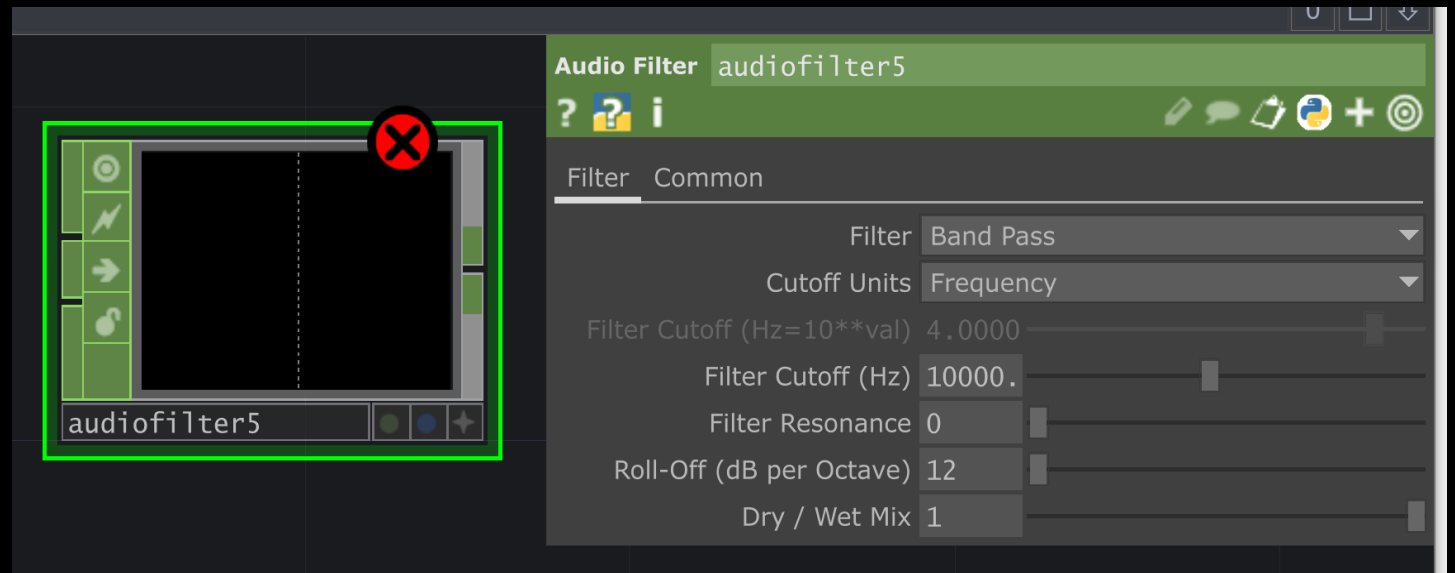 Audio Filter audiofilter5
? ? i
Filter Common
Filter Band Pass
Cutoff Units Frequency
Filter Cutoff (Hz=10**val) 4.0000
Filter Cutoff (Hz) 10000.
Filter Resonance 0
Roll-Off (dB per Octave) 12
Dry / Wet Mix 1
audiofilter5